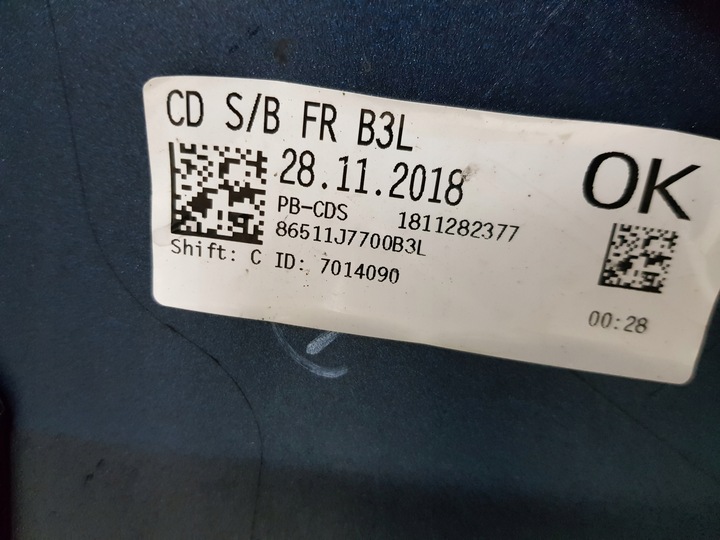 CD S/B FR B3L
28.11.2018
OK
PB-CDS 1811282377
86511J7700B3L
Shift: C ID: 7014090
00:28